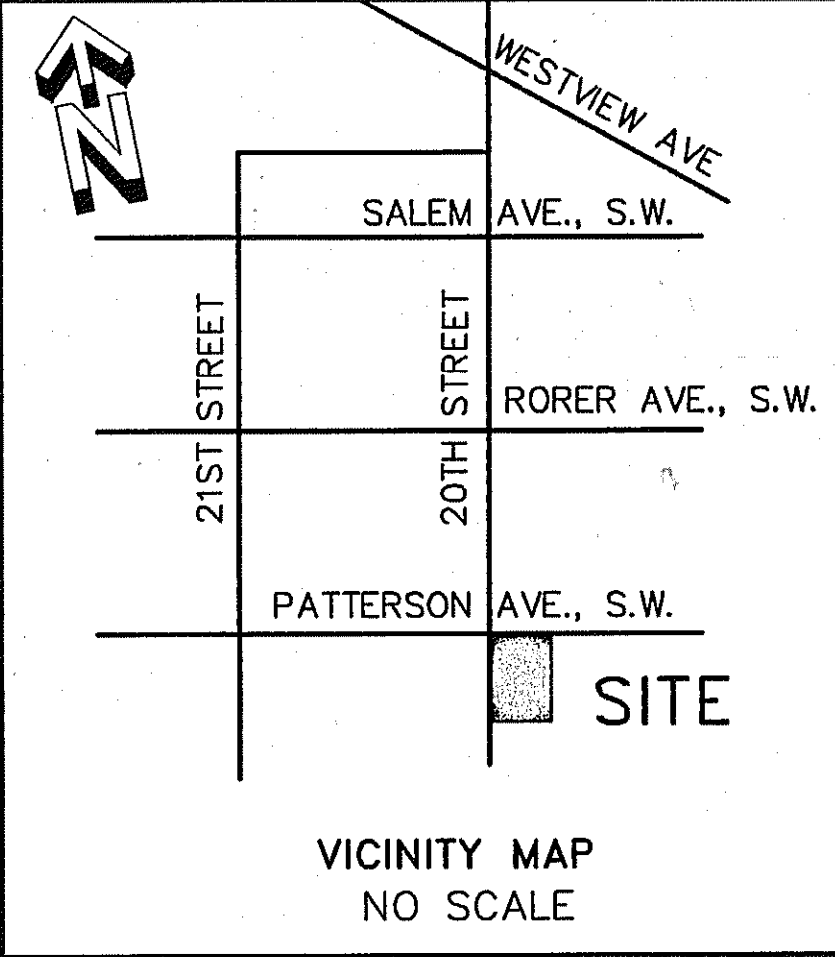 N
WESTVIEW AVE
SALEM AVE., S.W.
21ST STREET
20TH STREET
RORER AVE., S.W.
PATTERSON AVE., S.W.
SITE
VICINITY MAP
NO SCALE